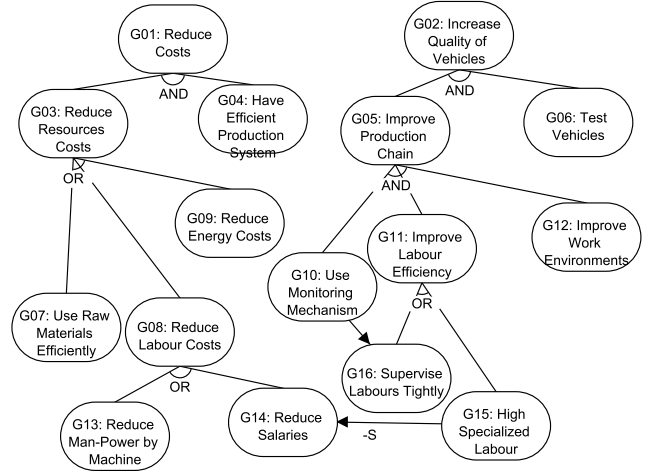 G01: Reduce
Costs
G02: Increase
Quality of
Vehicles
AND
AND
G03: Reduce
Resources
Costs
G04: Have
Efficient
Production
System
G05: Improve
Production
Chain
G06: Test
Vehicles
OR
AND
G09: Reduce
Energy Costs
G11: Improve
Labour
Efficiency
G12: Improve
Work
Environments
G10: Use
Monitoring
Mechanism
G07: Use Raw
Materials
Efficiently
G08: Reduce
Labour Costs
OR
G16: Supervise
Labours Tightly
OR
G13: Reduce
Man-Power by
Machine
G14: Reduce
Salaries
-S
G15: High
Specialized
Labour